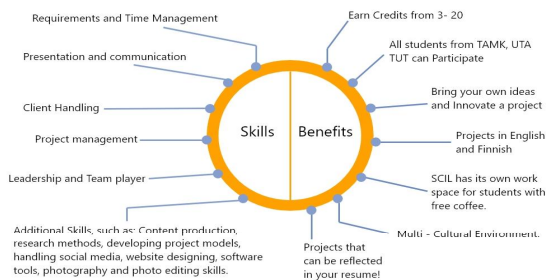 Requirements and Time Management
Presentation and communication
Client Handling
Project management
Leadership and Team player
Additional Skills, such as: Content production,
research methods, developing project models,
handling social media, website designing, software
tools, photography and photo editing skills.
Skills
Benefits
Earn Credits from 3- 20
All students from TAMK, UTA
TUT can Participate
Bring your own ideas
and Innovate a project
Projects in English
and Finnish
SCIL has its own work
space for students with
free coffee.
Multi - Cultural Environment.
Projects that
can be reflected
in your resume!